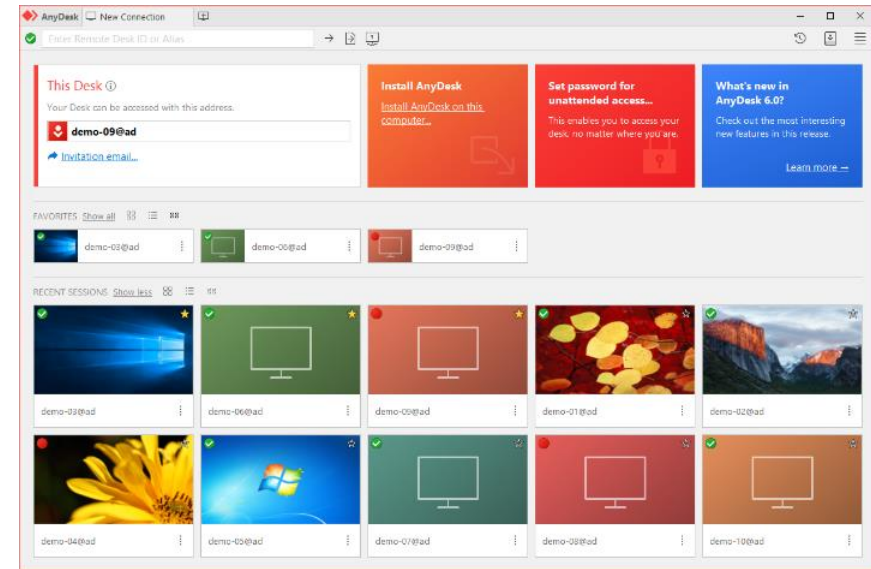 AnyDesk New Connection
Enter Remote Desk ID or Alias
This Desk
Your Desk can be accessed with this address.
demo-09@ad
Invitation email...
Install AnyDesk
Install AnyDesk on this
computer...
Set password for
unattended access...
This enables you to access your
desk, no matter where you are.
What's new in
AnyDesk 6.0?
Check out the most interesting
new features in this release.
Learn more →
FAVORITES Show all
demo-03@ad
demo-06@ad
demo-09@ad
RECENT SESSIONS Show less
demo-03@ad
demo-06@ad
demo-09@ad
demo-01@ad
demo-02@ad
demo-04@ad
demo-05@ad
demo-07@ad
demo-08@ad
demo-10@ad